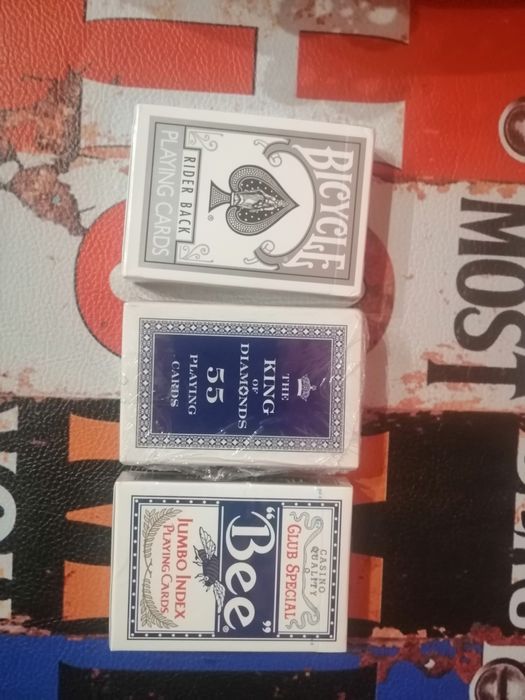 BICYCLE
®
RIDER BACK
PLAYING CARDS
THE
KING
OF
DIAMONDS
55
PLAYING
CARDS
CASINO
QUALITY
CLUB SPECIAL
"Bee"
®
JUMBO INDEX
PLAYING CARDS
MOST